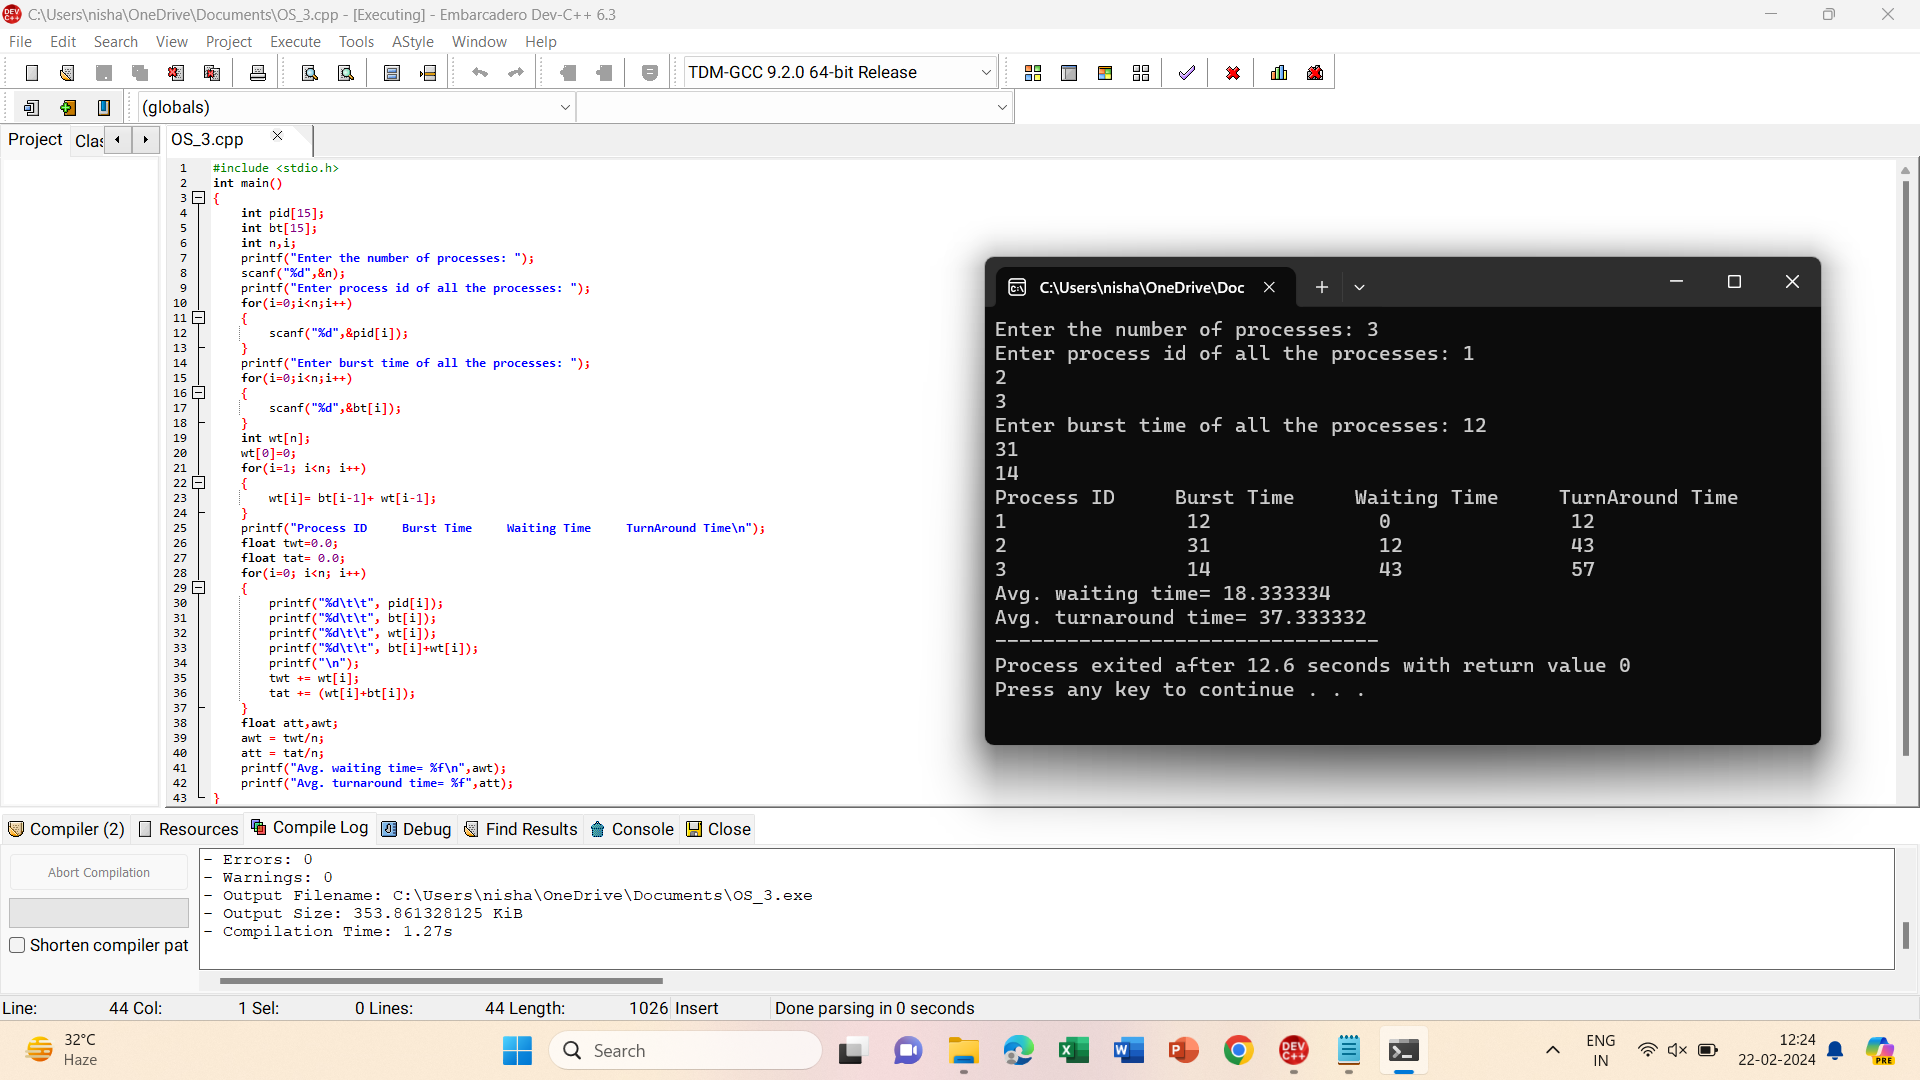 C:\Users\nisha\OneDrive\Documents\OS_3.cpp - [Executing] - Embarcadero Dev-C++ 6.3
File Edit Search View Project Execute Tools AStyle Window Help
TDM-GCC 9.2.0 64-bit Release
(globals)
Project Clas OS_3.cpp
1 #include <stdio.h>
2 int main()
3 {
4 int pid[15];
5 int bt[15];
6 int n,i;
7 printf("Enter the number of processes: ");
8 scanf("%d",&n);
9 printf("Enter process id of all the processes: ");
10 for(i=0;i<n;i++)
11 {
12 scanf("%d",&pid[i]);
13 }
14 printf("Enter burst time of all the processes: ");
15 for(i=0;i<n;i++)
16 {
17 scanf("%d",&bt[i]);
18 }
19 int wt[n];
20 wt[0]=0;
21 for(i=1; i<n; i++)
22 {
23 wt[i]= bt[i-1]+ wt[i-1];
24 }
25 printf("Process ID     Burst Time     Waiting Time     TurnAround Time\n");
26 float twt=0.0;
27 float tat= 0.0;
28 for(i=0; i<n; i++)
29 {
30 printf("%d\t\t", pid[i]);
31 printf("%d\t\t", bt[i]);
32 printf("%d\t\t", wt[i]);
33 printf("%d\t\t", bt[i]+wt[i]);
34 printf("\n");
35 twt += wt[i];
36 tat += (wt[i]+bt[i]);
37 }
38 float att,awt;
39 awt = twt/n;
40 att = tat/n;
41 printf("Avg. waiting time= %f\n",awt);
42 printf("Avg. turnaround time= %f",att);
43 }
C:\Users\nisha\OneDrive\Doc
Enter the number of processes: 3
Enter process id of all the processes: 1
2
3
Enter burst time of all the processes: 12
31
14
Process ID     Burst Time     Waiting Time     TurnAround Time
1 12 0 12
2 31 12 43
3 14 43 57
Avg. waiting time= 18.333334
Avg. turnaround time= 37.333332
--------------------------------
Process exited after 12.6 seconds with return value 0
Press any key to continue . . .
Compiler (2) Resources Compile Log Debug Find Results Console Close
Abort Compilation
Shorten compiler pat
- Errors: 0
- Warnings: 0
- Output Filename: C:\Users\nisha\OneDrive\Documents\OS_3.exe
- Output Size: 353.861328125 KiB
- Compilation Time: 1.27s
Line: 44 Col: 1 Sel: 0 Lines: 44 Length: 1026 Insert Done parsing in 0 seconds
32°C
Haze
Search
ENG
IN
12:24
22-02-2024
PRE